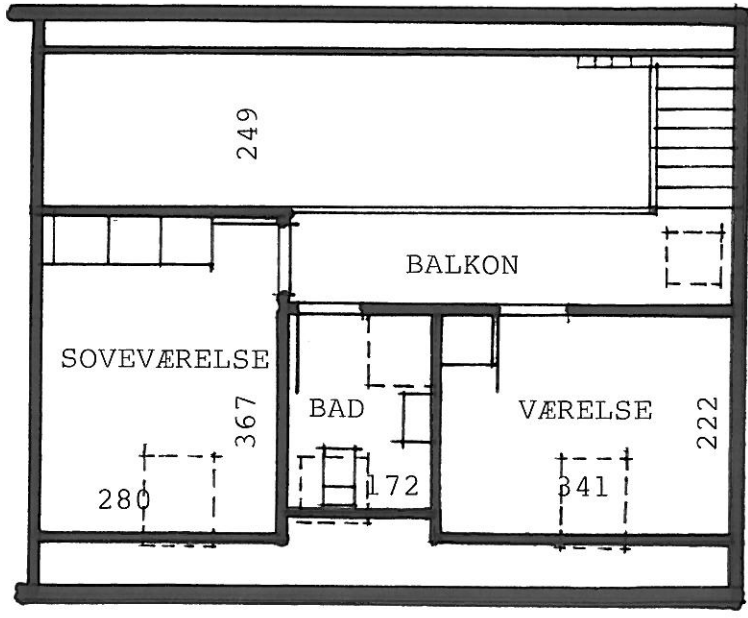 249
BALKON
SOVEVÆRELSE
367
BAD
VÆRELSE
222
280
172
341